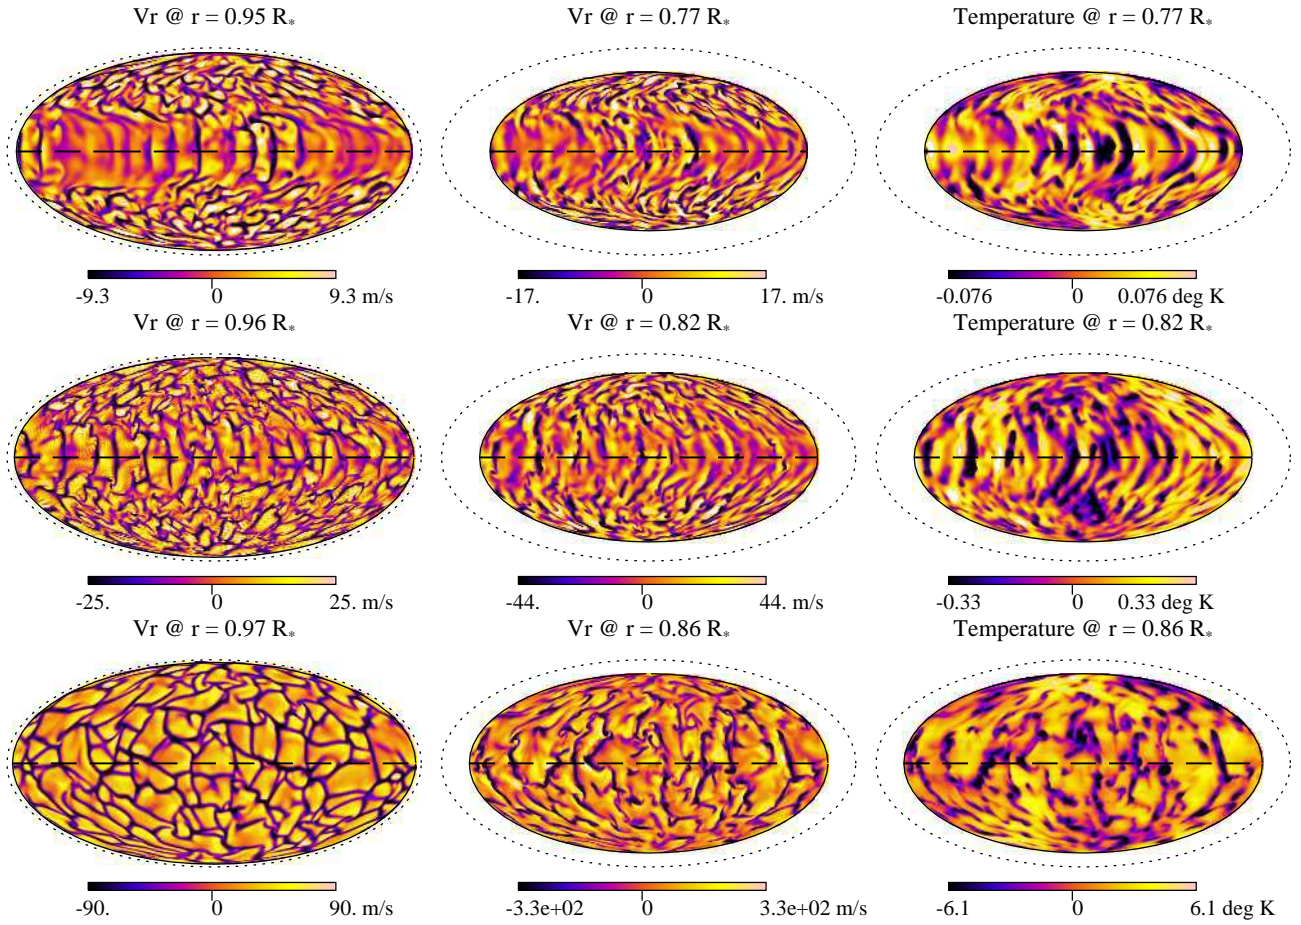 Vr @ r = 0.95 R* Vr @ r = 0.77 R* Temperature @ r = 0.77 R*
-9.3 0 9.3 m/s -17. 0 17. m/s -0.076 0 0.076 deg K
Vr @ r = 0.96 R* Vr @ r = 0.82 R* Temperature @ r = 0.82 R*
-25. 0 25. m/s -44. 0 44. m/s -0.33 0 0.33 deg K
Vr @ r = 0.97 R* Vr @ r = 0.86 R* Temperature @ r = 0.86 R*
-90. 0 90. m/s -3.3e+02 0 3.3e+02 m/s -6.1 0 6.1 deg K